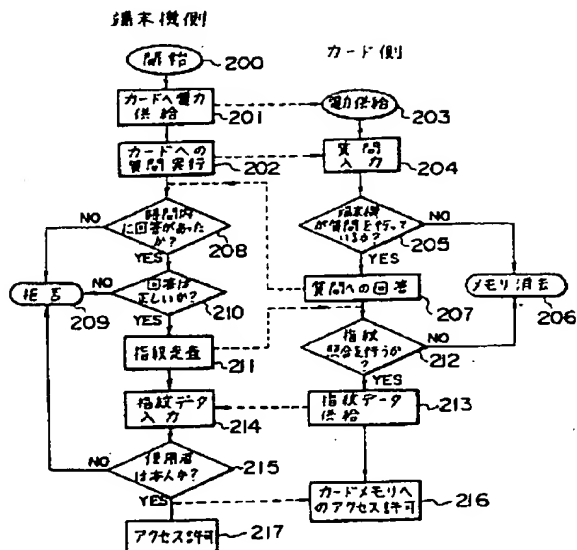 端末機側
カード側
開始
200
カードへ電力
供給
201
電力供給
203
カードへの
質問実行
202
質問
入力
204
時間内
に回答があった
か?
208
NO
YES
端末機
が質問を行って
いるか?
205
NO
YES
拒否
209
NO
回答は
正しいか?
210
YES
質問への回答
207
メモリ消去
206
指紋走査
211
指紋
照合を行うか
?
212
NO
YES
指紋データ
入力
214
指紋データ
供給
213
使用者
は本人か?
215
NO
YES
カードメモリへ
のアクセス許可
216
アクセス許可
217